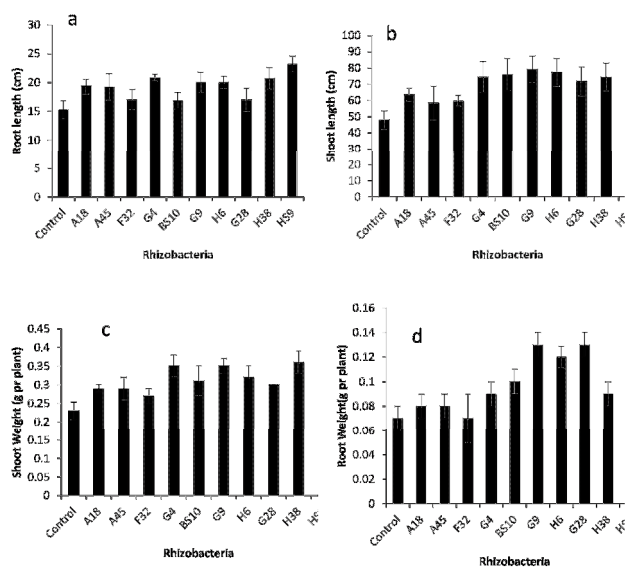 a
Root length (cm)
30
25
20
15
10
5
0
Control A18 A45 F32 G4 BS10 G9 H6 G28 H38 HS9
Rhizobacteria
b
Shoot length (cm)
100
90
80
70
60
50
40
30
20
10
0
Control A18 A45 F32 G4 BS10 G9 H6 G28 H38
Rhizobacteria
c
Shoot Weight (g pr plant)
0.45
0.4
0.35
0.3
0.25
0.2
0.15
0.1
0.05
0
Control A18 A45 F32 G4 BS10 G9 H6 G28 H38
Rhizobacteria
d
Root Weight(g pr plant)
0.16
0.14
0.12
0.1
0.08
0.06
0.04
0.02
0
Control A18 A45 F32 G4 BS10 G9 H6 G28 H38
Rhizobacteria